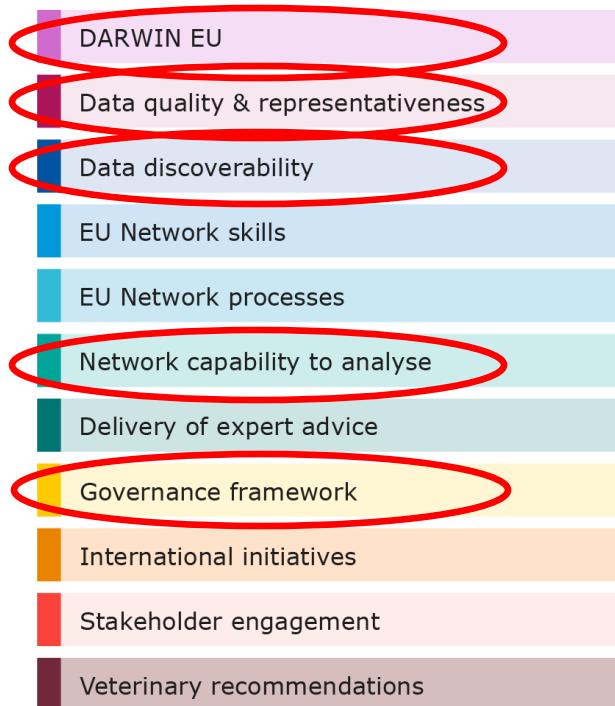 DARWIN EU
Data quality & representativeness
Data discoverability
EU Network skills
EU Network processes
Network capability to analyse
Delivery of expert advice
Governance framework
International initiatives
Stakeholder engagement
Veterinary recommendations